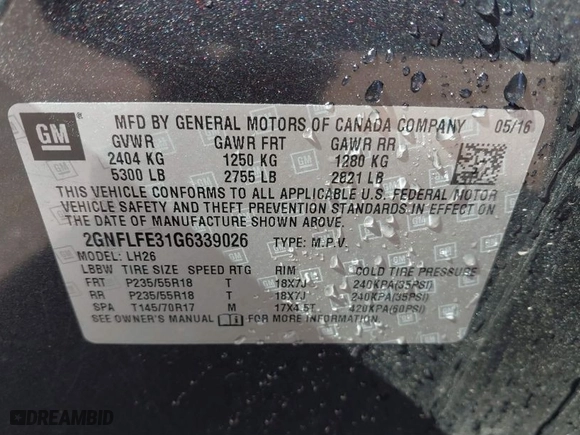 GM
MFD BY GENERAL MOTORS OF CANADA COMPANY 05/16
GVWR GAWR FRT GAWR RR
2404 KG 1250 KG 1280 KG
5300 LB 2755 LB 2821 LB
THIS VEHICLE CONFORMS TO ALL APPLICABLE U.S. FEDERAL MOTOR
VEHICLE SAFETY AND THEFT PREVENTION STANDARDS IN EFFECT ON
THE DATE OF MANUFACTURE SHOWN ABOVE.
2GNFLFE31G6339026 TYPE: M.P.V.
MODEL: LH26
LBBW TIRE SIZE SPEED RTG RIM COLD TIRE PRESSURE
FRT P235/55R18 T 18X7J 240KPA(35PSI)
RR P235/55R18 T 18X7J 240KPA(35PSI)
SPA T145/70R17 M 17X4.5T 420KPA(60PSI)
SEE OWNER'S MANUAL FOR MORE INFORMATION
DREAMBID